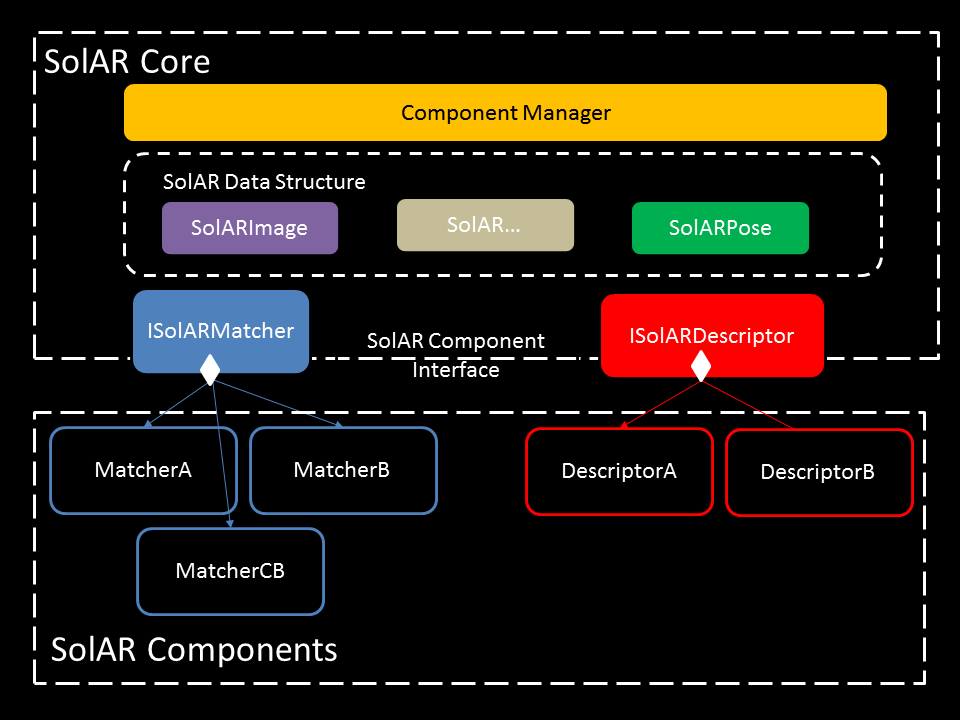 SolAR Core
Component Manager
SolAR Data Structure
SolARImage
SolAR...
SolARPose
ISolARMatcher
SolAR Component
Interface
ISolARDescriptor
MatcherA
MatcherB
DescriptorA
DescriptorB
MatcherCB
SolAR Components